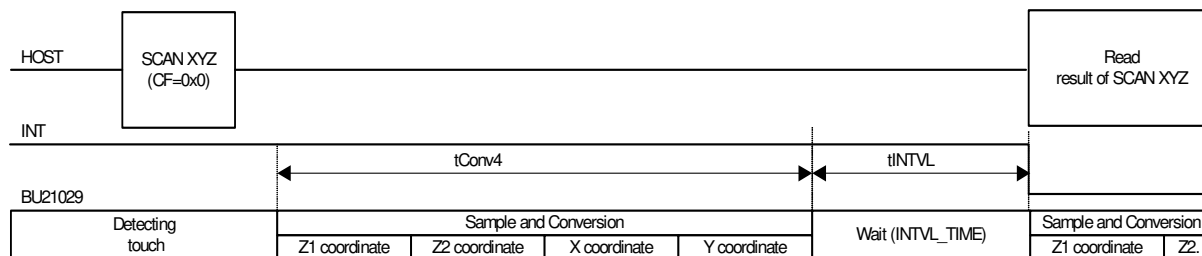 HOST
SCAN XYZ
(CF=0x0)
Read
result of SCAN XYZ
INT
tConv4
tINTVL
BU21029
Detecting
touch
Sample and Conversion
Wait (INTVL_TIME)
Sample and Conversion
Z1 coordinate
Z2 coordinate
X coordinate
Y coordinate
Z1 coordinate
Z2.